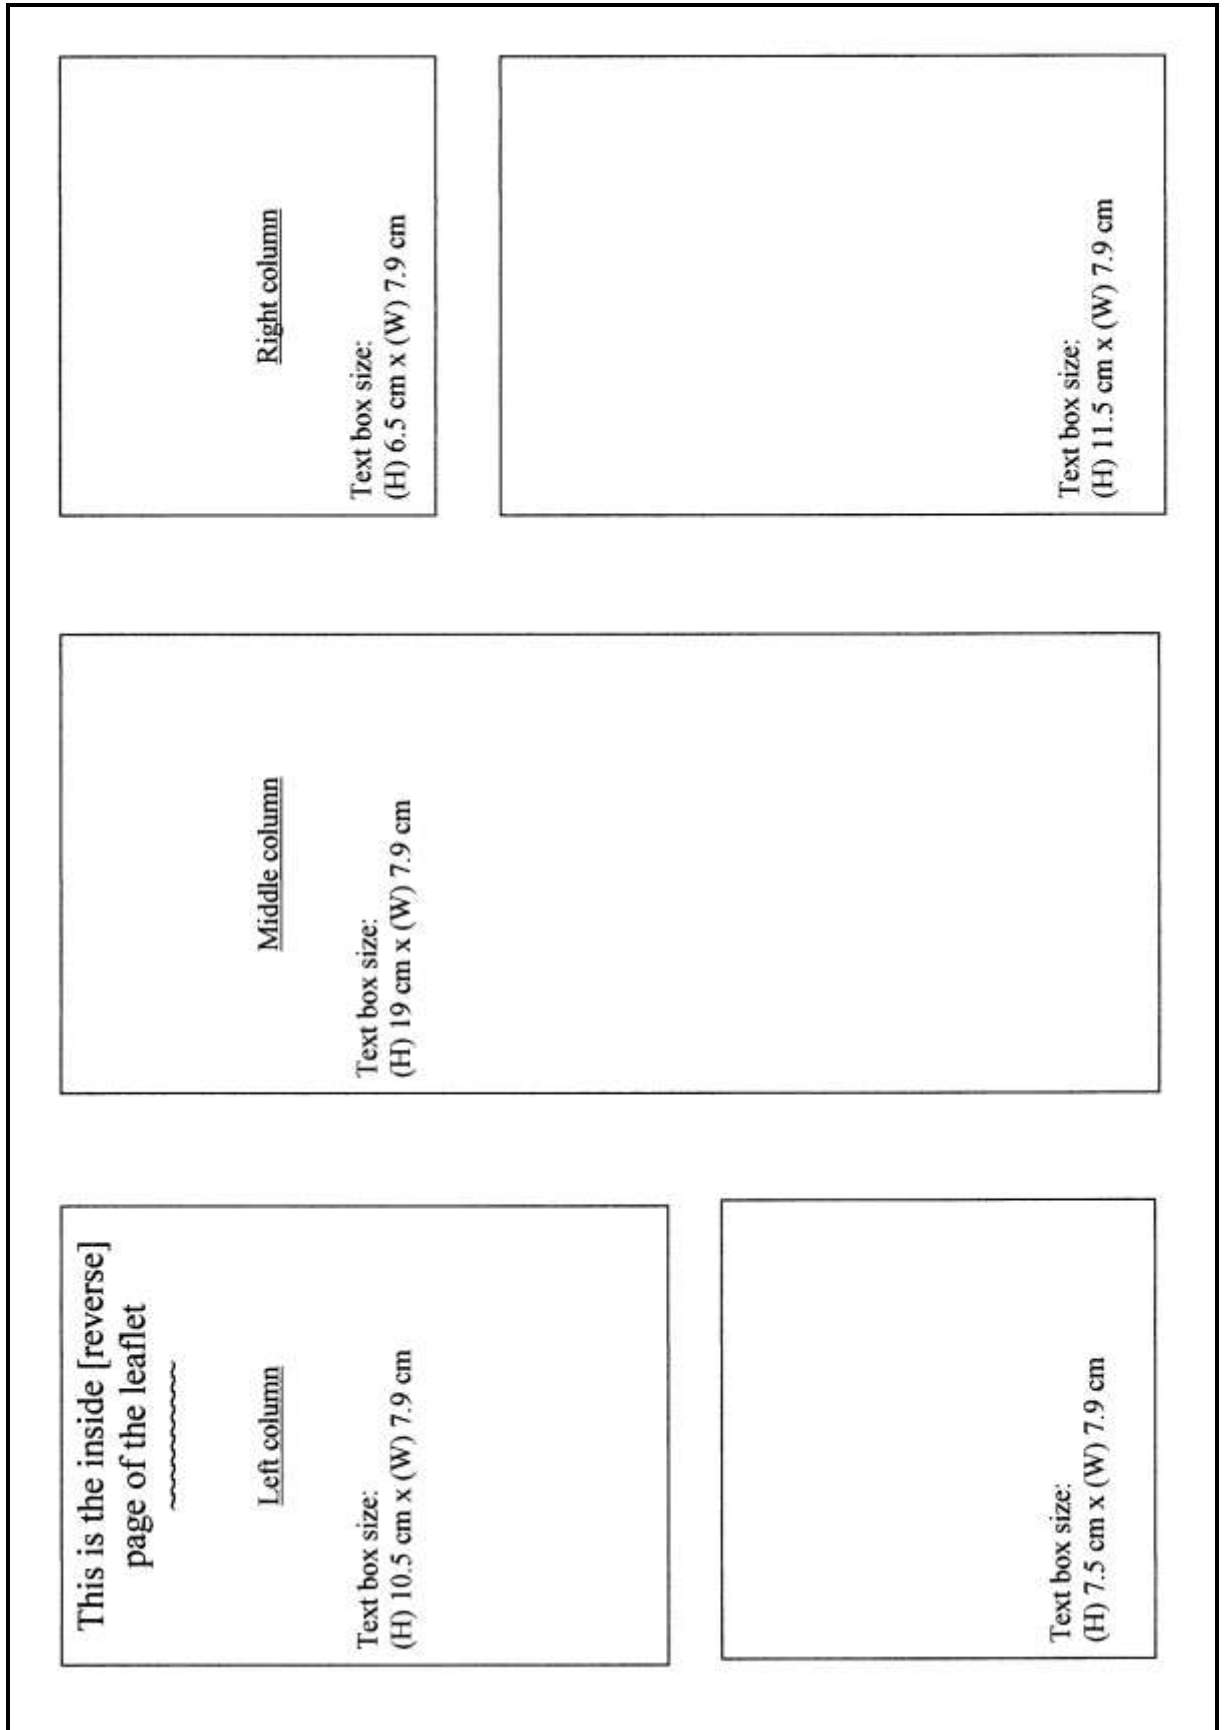 This is the inside [reverse]
page of the leaflet
Left column
Text box size:
(H) 10.5 cm x (W) 7.9 cm
Text box size:
(H) 7.5 cm x (W) 7.9 cm
Middle column
Text box size:
(H) 19 cm x (W) 7.9 cm
Right column
Text box size:
(H) 6.5 cm x (W) 7.9 cm
Text box size:
(H) 11.5 cm x (W) 7.9 cm